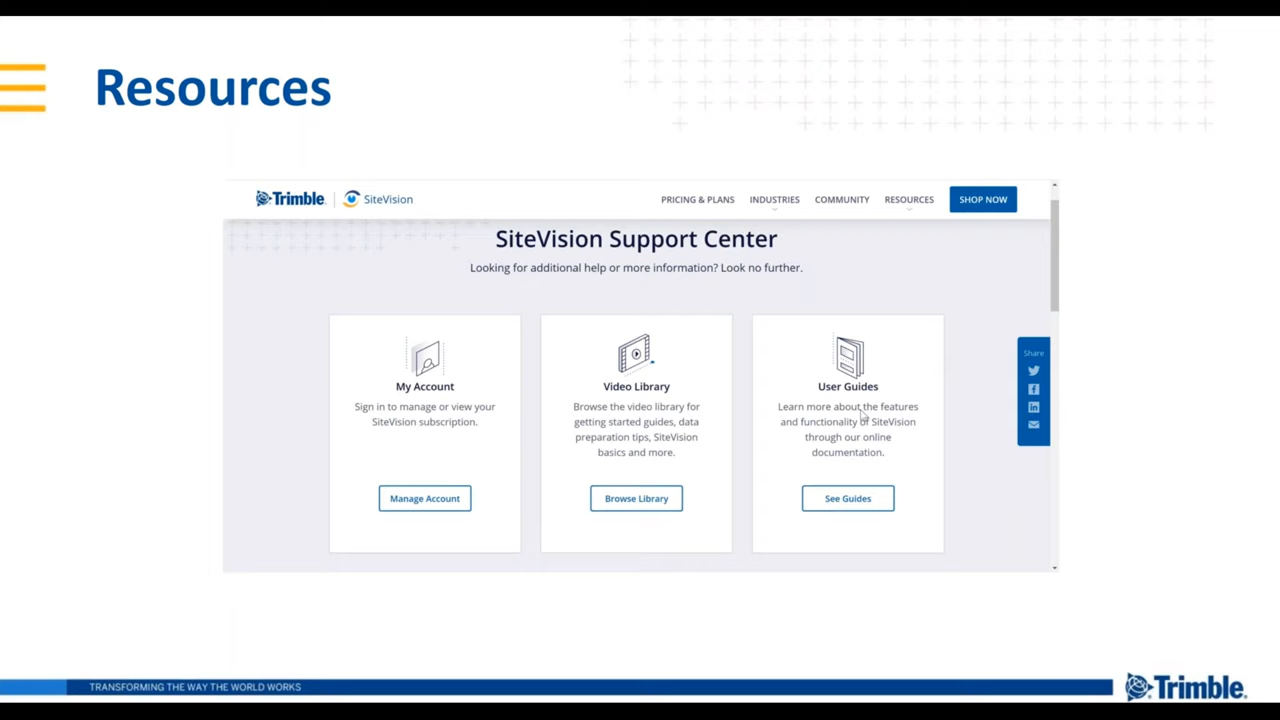 Resources
Trimble
SiteVision
PRICING & PLANS
INDUSTRIES
COMMUNITY
RESOURCES
SHOP NOW
SiteVision Support Center
Looking for additional help or more information? Look no further.
My Account
Sign in to manage or view your
SiteVision subscription.
Manage Account
Video Library
Browse the video library for
getting started guides, data
preparation tips, SiteVision
basics and more.
Browse Library
User Guides
Learn more about the features
and functionality of SiteVision
through our online
documentation.
See Guides
Share
TRANSFORMING THE WAY THE WORLD WORKS
Trimble